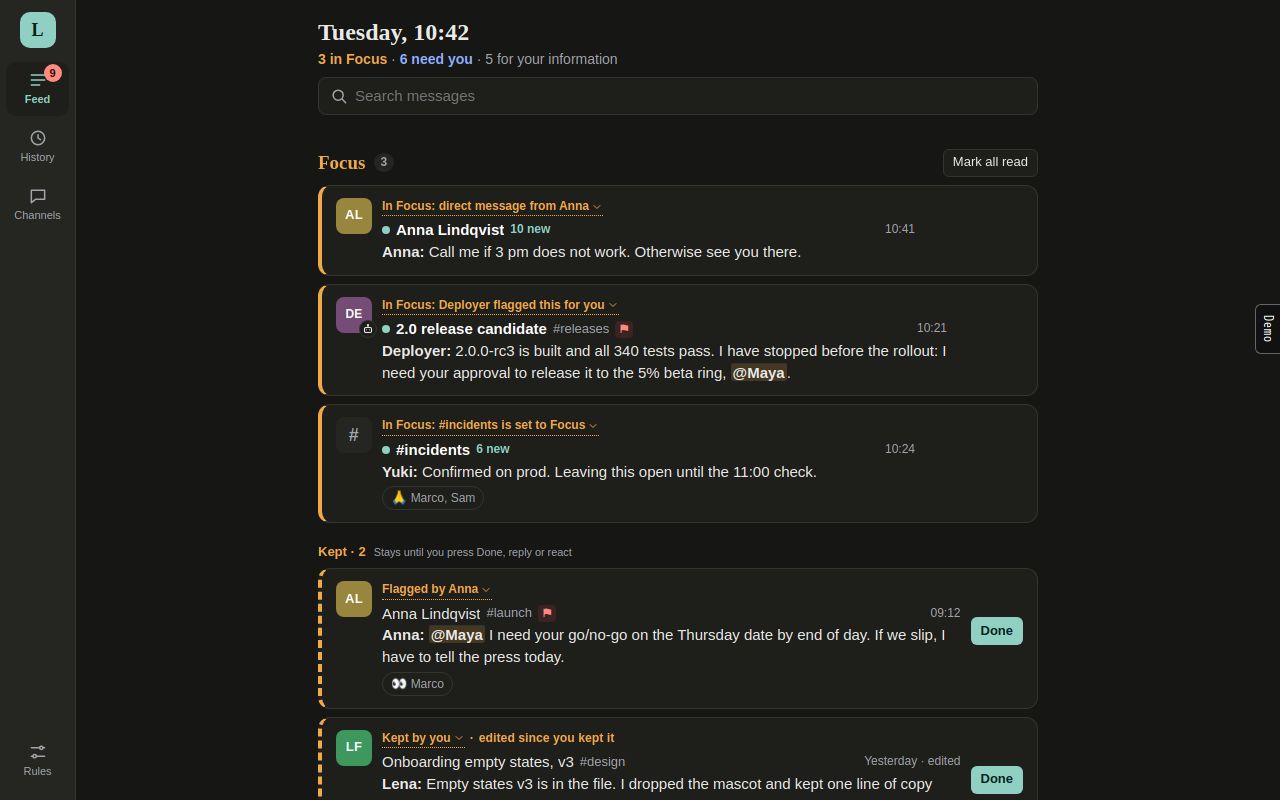 L
9
Feed
History
Channels
Rules
Tuesday, 10:42
3 in Focus · 6 need you · 5 for your information
Search messages
Focus 3 Mark all read
AL
In Focus: direct message from Anna
Anna Lindqvist 10 new 10:41
Anna: Call me if 3 pm does not work. Otherwise see you there.
DE
In Focus: Deployer flagged this for you
2.0 release candidate #releases 10:21
Deployer: 2.0.0-rc3 is built and all 340 tests pass. I have stopped before the rollout: I
need your approval to release it to the 5% beta ring, @Maya.
#
In Focus: #incidents is set to Focus
#incidents 6 new 10:24
Yuki: Confirmed on prod. Leaving this open until the 11:00 check.
🙏 Marco, Sam
Kept · 2 Stays until you press Done, reply or react
AL
Flagged by Anna
Anna Lindqvist #launch 09:12
Anna: @Maya I need your go/no-go on the Thursday date by end of day. If we slip, I
have to tell the press today.
👀 Marco
Done
LF
Kept by you · edited since you kept it
Onboarding empty states, v3 #design Yesterday · edited
Lena: Empty states v3 is in the file. I dropped the mascot and kept one line of copy
Done
Demo